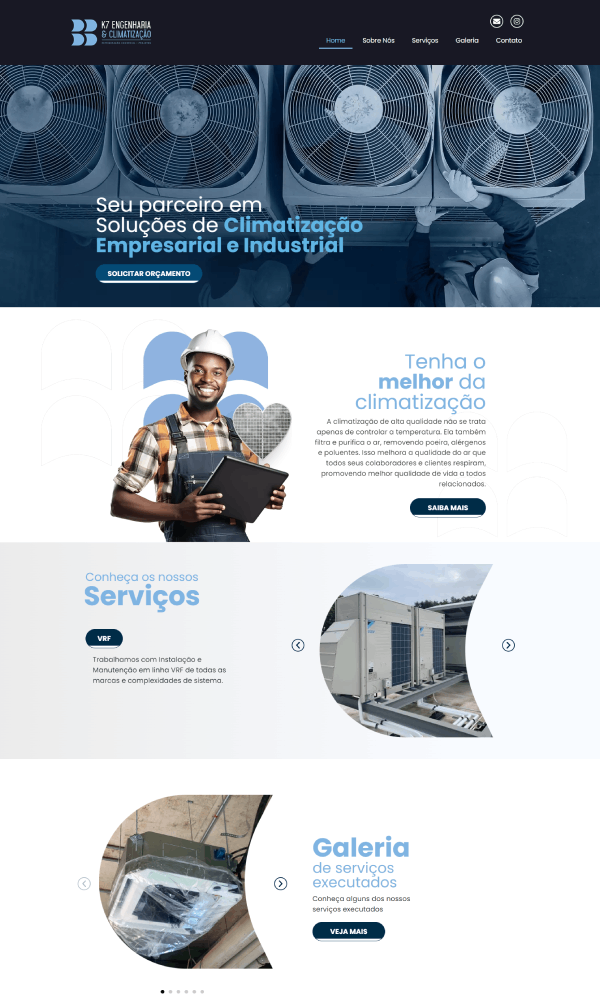 K7 ENGENHARIA
& CLIMATIZAÇÃO
Home
Sobre Nós
Serviços
Galeria
Contato
Seu parceiro em
Soluções de Climatização
Empresarial e Industrial
SOLICITAR ORÇAMENTO
Tenha o
melhor da
climatização
A climatização de alta qualidade não se trata
apenas de controlar a temperatura. Ela também
filtra e purifica o ar, removendo poeira, alérgenos
e poluentes. Isso melhora a qualidade do ar que
todos seus colaboradores e clientes respiram,
promovendo melhor qualidade de vida a todos
relacionados.
SAIBA MAIS
Conheça os nossos
Serviços
VRF
Trabalhamos com Instalação e
Manutenção em linha VRF de todas as
marcas e complexidades de sistema.
Galeria
de serviços
executados
Conheça alguns dos nossos
serviços executados
VEJA MAIS